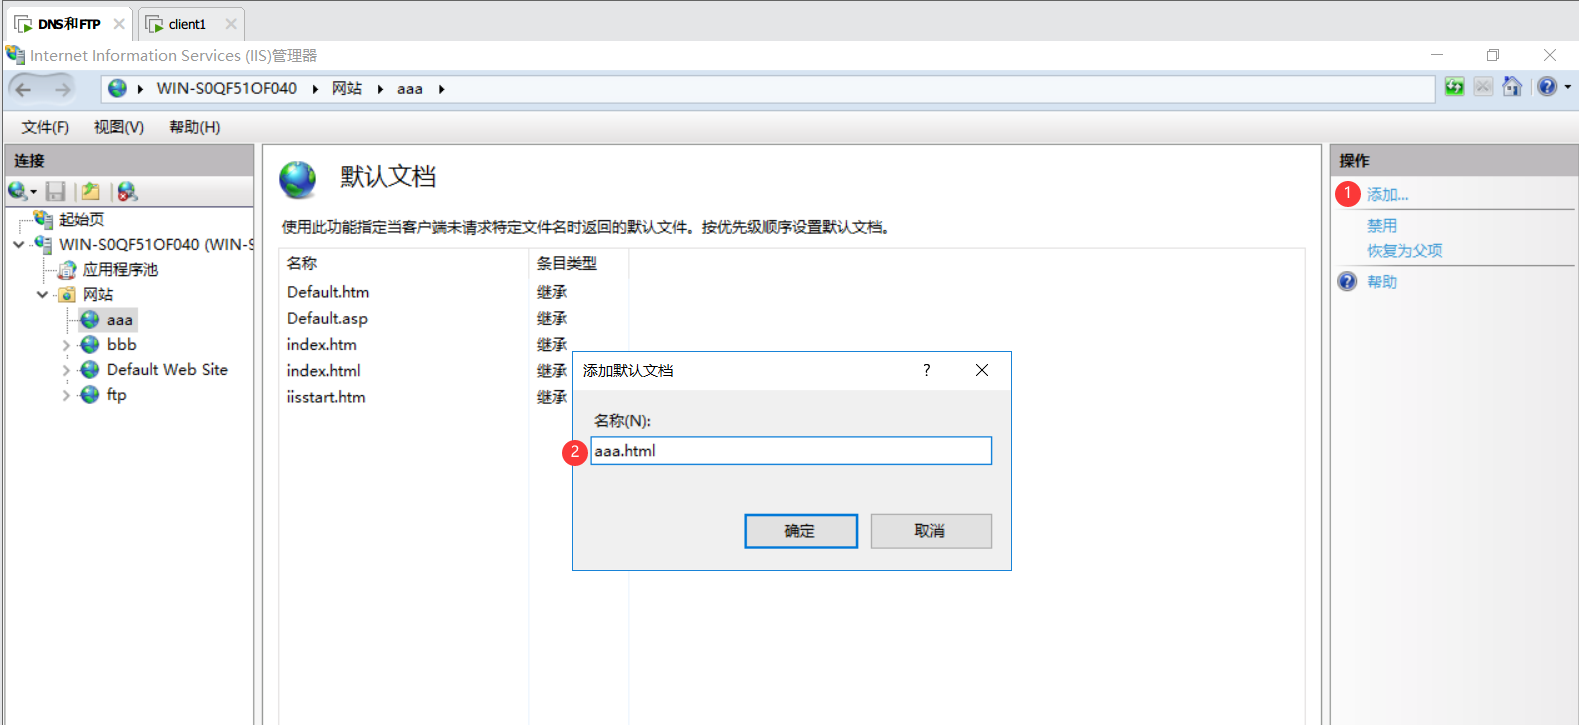 DNS和FTP
client1
Internet Information Services (IIS)管理器
WIN-S0QF51OF040
网站
aaa
文件(F)
视图(V)
帮助(H)
连接
起始页
WIN-S0QF51OF040 (WIN-S
应用程序池
网站
aaa
bbb
Default Web Site
ftp
默认文档
使用此功能指定当客户端未请求特定文件名时返回的默认文件。按优先级顺序设置默认文档。
名称 条目类型
Default.htm 继承
Default.asp 继承
index.htm 继承
index.html 继承
iisstart.htm 继承
添加默认文档
?
名称(N):
2
aaa.html
确定
取消
操作
1
添加...
禁用
恢复为父项
帮助